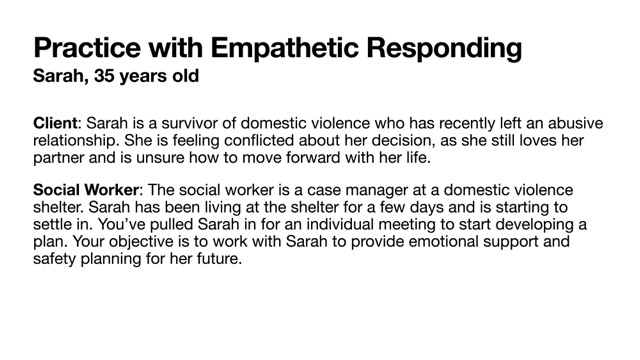 Practice with Empathetic Responding
Sarah, 35 years old
Client: Sarah is a survivor of domestic violence who has recently left an abusive
relationship. She is feeling conflicted about her decision, as she still loves her
partner and is unsure how to move forward with her life.
Social Worker: The social worker is a case manager at a domestic violence
shelter. Sarah has been living at the shelter for a few days and is starting to
settle in. You’ve pulled Sarah in for an individual meeting to start developing a
plan. Your objective is to work with Sarah to provide emotional support and
safety planning for her future.